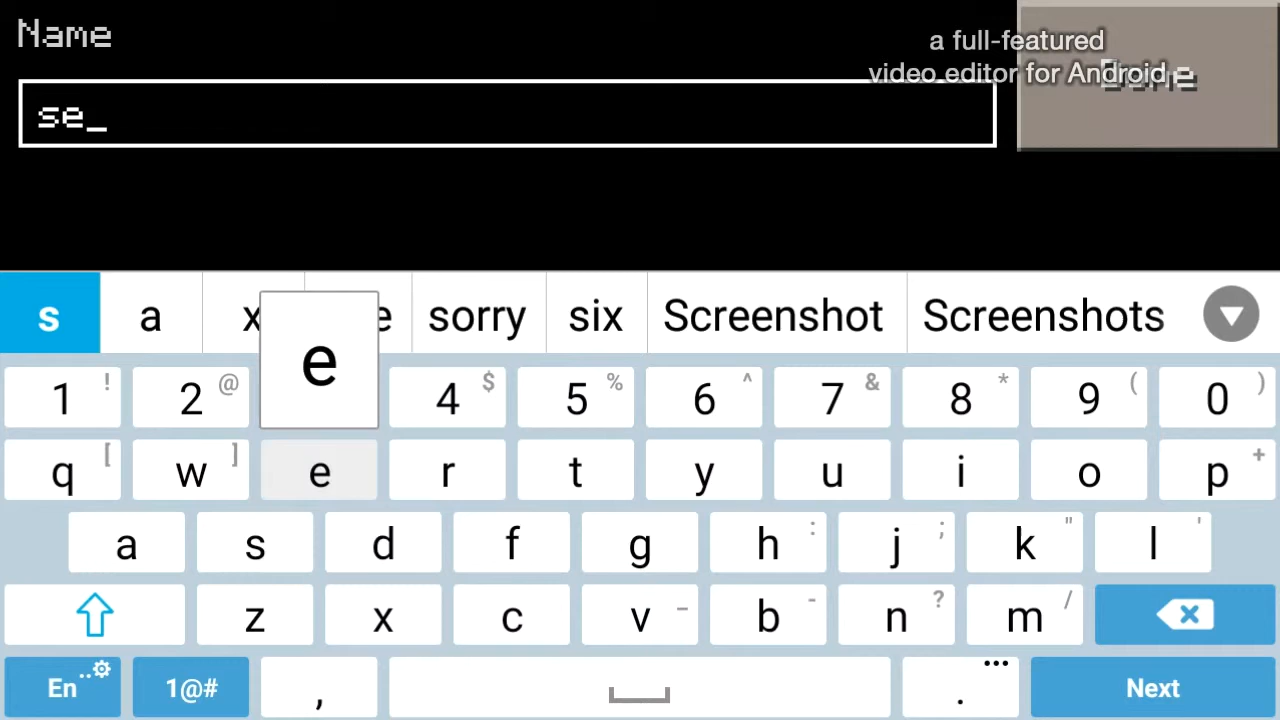 Name
a full-featured
video editor for Android
Done
se_
s a x e sorry six Screenshot Screenshots
e
1 ! 2 @ 4 $ 5 % 6 ^ 7 & 8 * 9 ( 0 )
q [ w ] e r t y u i o p +
a s d f g h : j ; k " l '
z x c v _ b - n ? m /
En 1@# , . ... Next